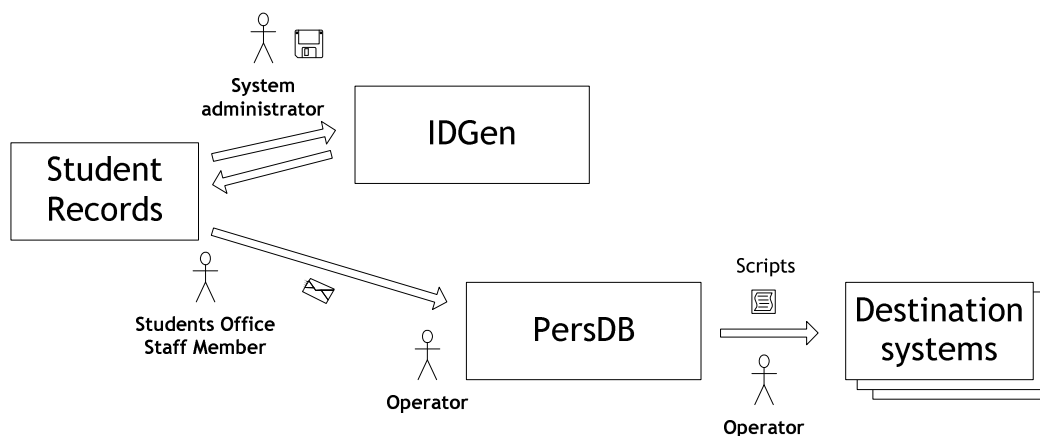 System
administrator
IDGen
Student
Records
Students Office
Staff Member
Operator
PersDB
Scripts
Operator
Destination
systems